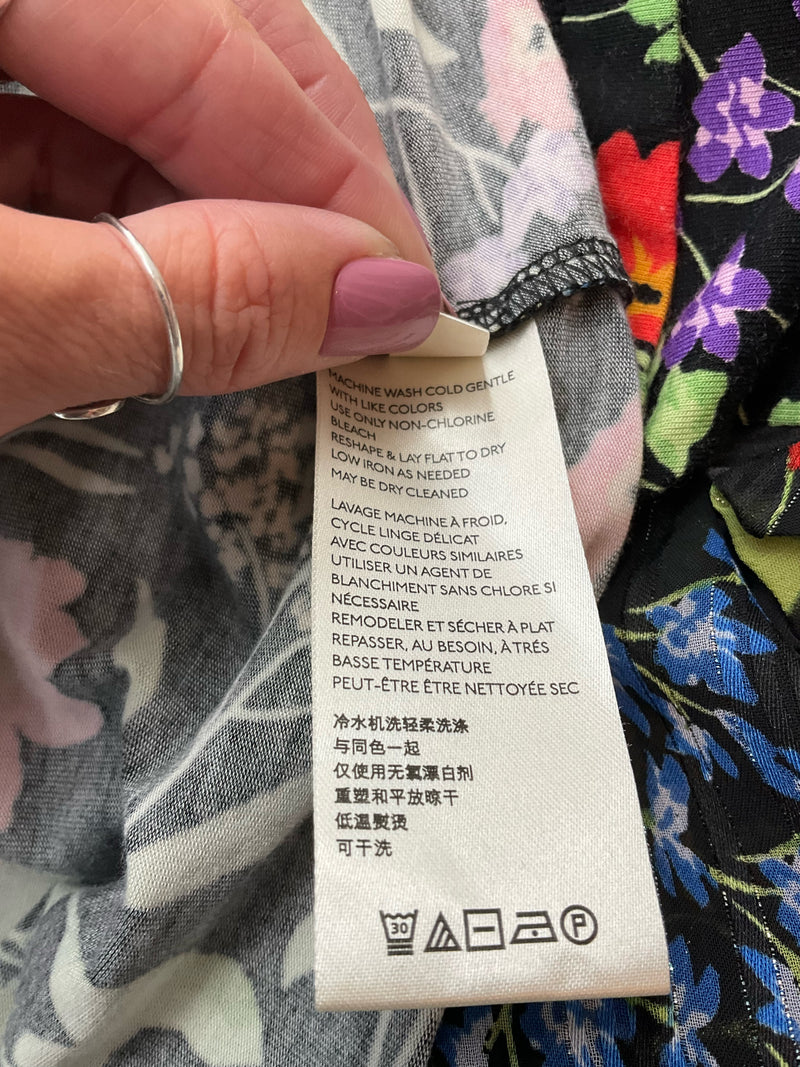 MACHINE WASH COLD GENTLE
WITH LIKE COLORS
USE ONLY NON-CHLORINE
BLEACH
RESHAPE & LAY FLAT TO DRY
LOW IRON AS NEEDED
MAY BE DRY CLEANED
LAVAGE MACHINE À FROID,
CYCLE LINGE DÉLICAT
AVEC COULEURS SIMILAIRES
UTILISER UN AGENT DE
BLANCHIMENT SANS CHLORE SI
NÉCESSAIRE
REMODELER ET SÉCHER À PLAT
REPASSER, AU BESOIN, À TRÉS
BASSE TEMPÉRATURE
PEUT-ÊTRE ÊTRE NETTOYÉE SEC
冷水机洗轻柔洗涤
与同色一起
仅使用无氯漂白剂
重塑和平放晾干
低温熨烫
可干洗
30 P